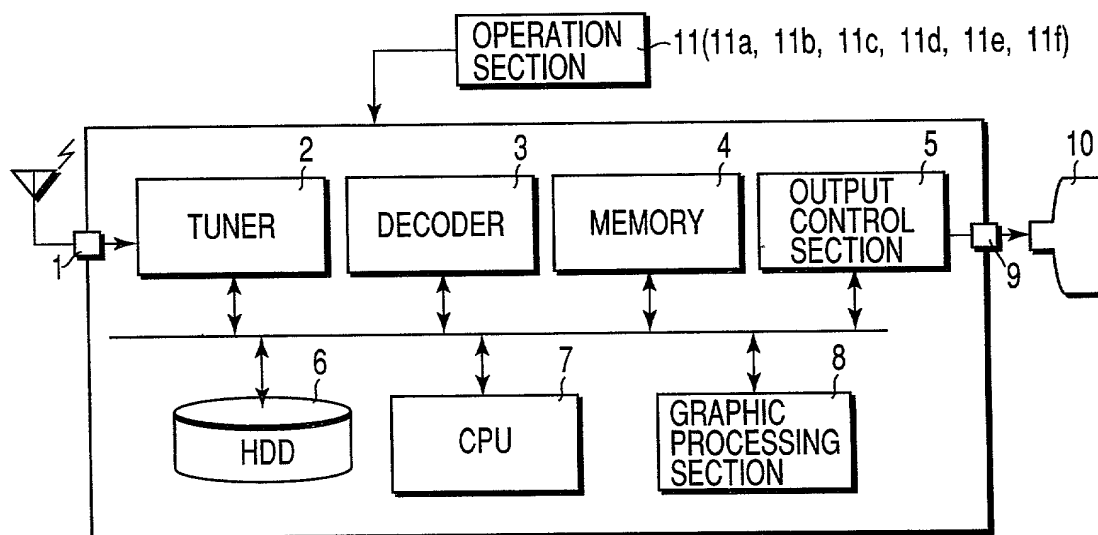 OPERATION
SECTION
11(11a, 11b, 11c, 11d, 11e, 11f)
2
3
4
5
10
TUNER
DECODER
MEMORY
OUTPUT
CONTROL
SECTION
1
9
6
7
8
HDD
CPU
GRAPHIC
PROCESSING
SECTION